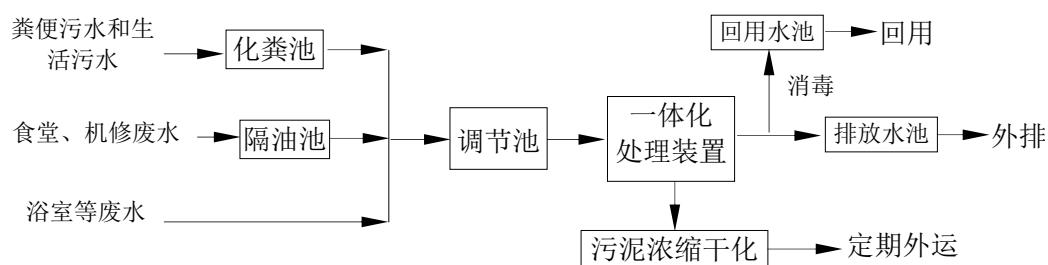 粪便污水和生
活污水
化粪池
回用水池
回用
消毒
食堂、机修废水
隔油池
调节池
一体化
处理装置
排放水池
外排
浴室等废水
污泥浓缩干化
定期外运